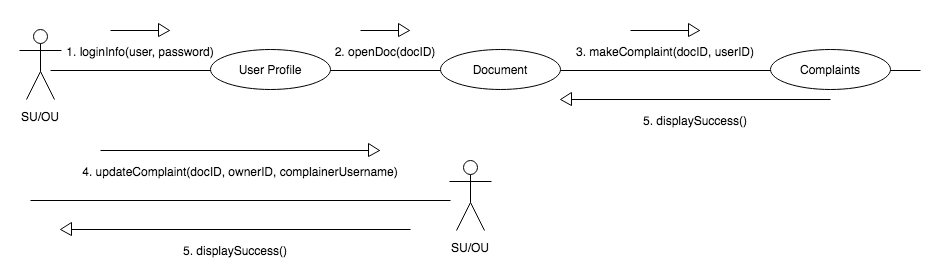 1. loginInfo(user, password)
2. openDoc(docID)
3. makeComplaint(docID, userID)
User Profile
Document
Complaints
SU/OU
5. displaySuccess()
4. updateComplaint(docID, ownerID, complainerUsername)
5. displaySuccess()
SU/OU